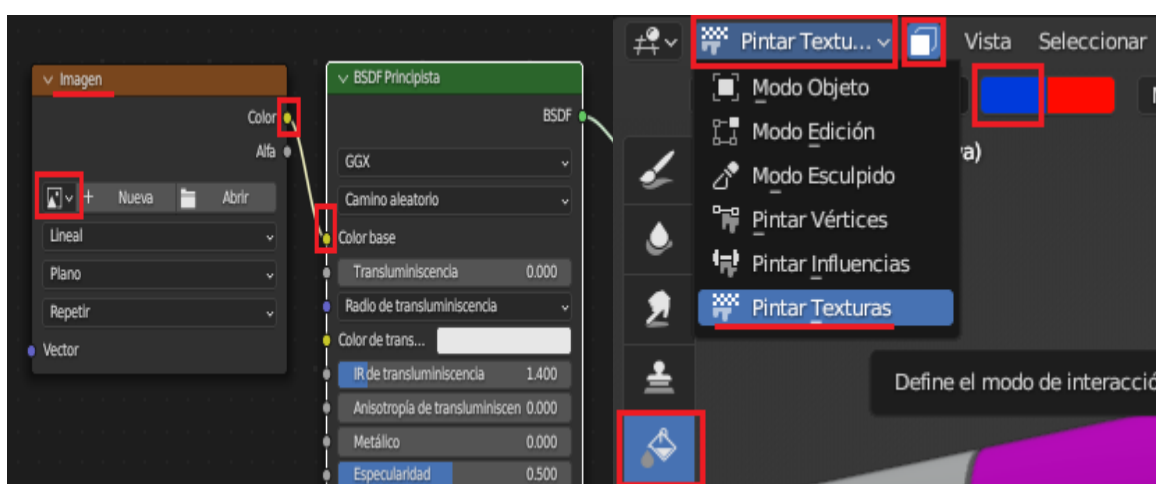 Imagen
Color
Alfa
Nueva
Abrir
Lineal
Plano
Repetir
Vector
BSDF Principista
BSDF
GGX
Camino aleatorio
Color base
Transluminiscencia 0.000
Radio de transluminiscencia
Color de trans...
IR de transluminiscencia 1.400
Anisotropía de transluminiscen 0.000
Metálico 0.000
Especularidad 0.500
Pintar Textu... Vista Seleccionar
Modo Objeto
Modo Edición
Modo Esculpido
Pintar Vértices
Pintar Influencias
Pintar Texturas
va)
Define el modo de interacció